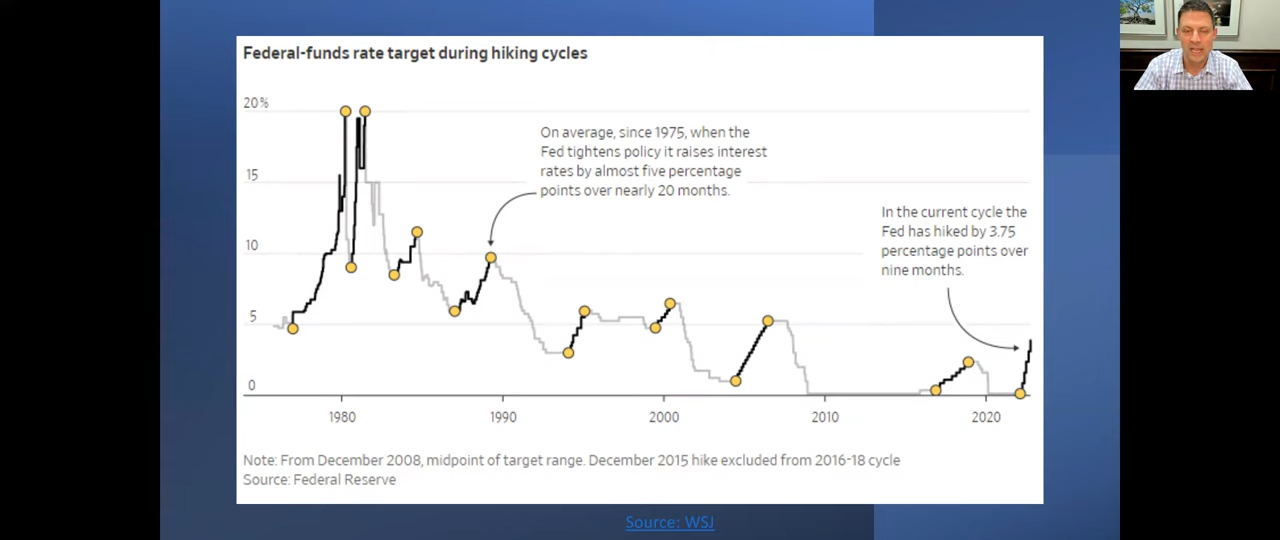 Federal-funds rate target during hiking cycles
20%
On average, since 1975, when the
Fed tightens policy it raises interest
rates by almost five percentage
points over nearly 20 months.
15
In the current cycle the
Fed has hiked by 3.75
percentage points over
nine months.
10
5
0
1980 1990 2000 2010 2020
Note: From December 2008, midpoint of target range. December 2015 hike excluded from 2016-18 cycle
Source: Federal Reserve
Source: WSJ